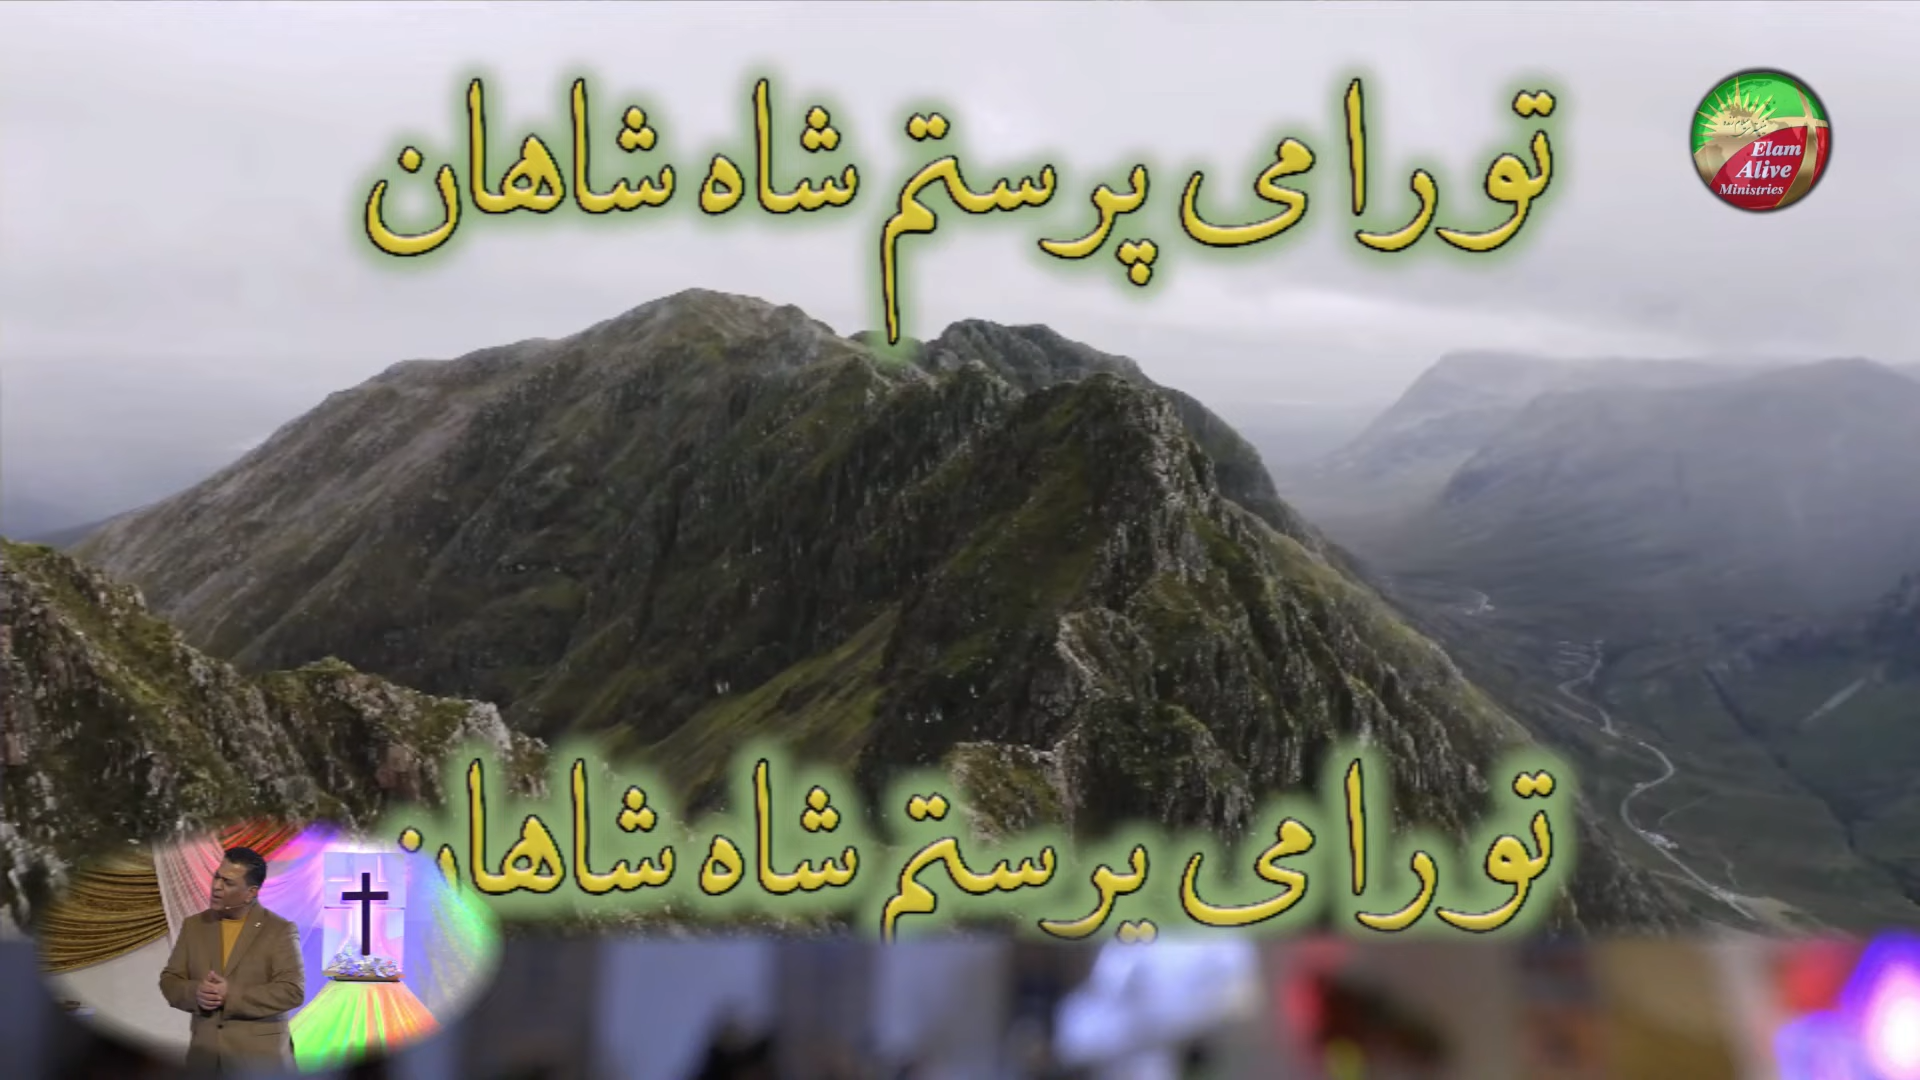 تو را می پرستم شاه شاهان
Elam
Alive
Ministries
تو را می پرستم شاه شاهان